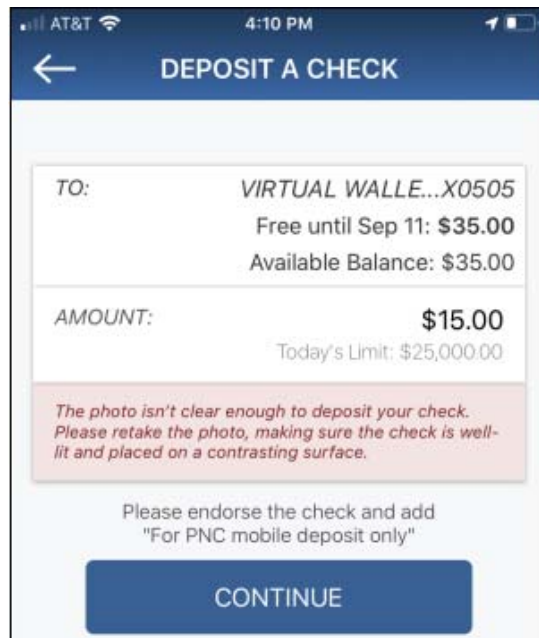 AT&T 4:10 PM
DEPOSIT A CHECK
TO: VIRTUAL WALLE...X0505
Free until Sep 11: $35.00
Available Balance: $35.00
AMOUNT: $15.00
Today's Limit: $25,000.00
The photo isn't clear enough to deposit your check.
Please retake the photo, making sure the check is well-
lit and placed on a contrasting surface.
Please endorse the check and add
"For PNC mobile deposit only"
CONTINUE